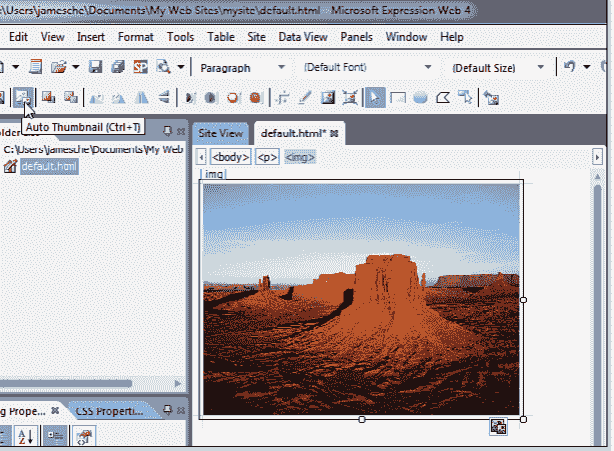 :\Users\jamesche\Documents\My Web Sites\mysite\default.html - Microsoft Expression Web 4
Edit View Insert Format Tools Table Site Data View Panels Window Help
Paragraph (Default Font) (Default Size)
Auto Thumbnail (Ctrl+T)
older
Site View default.html*
C:\Users\jamesche\Documents\My Web
<body> <p> <img>
default.html
img
g Prope... CSS Properti...